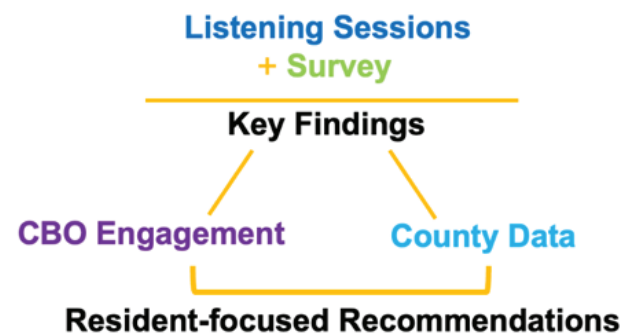 Listening Sessions
+ Survey
Key Findings
CBO Engagement
County Data
Resident-focused Recommendations